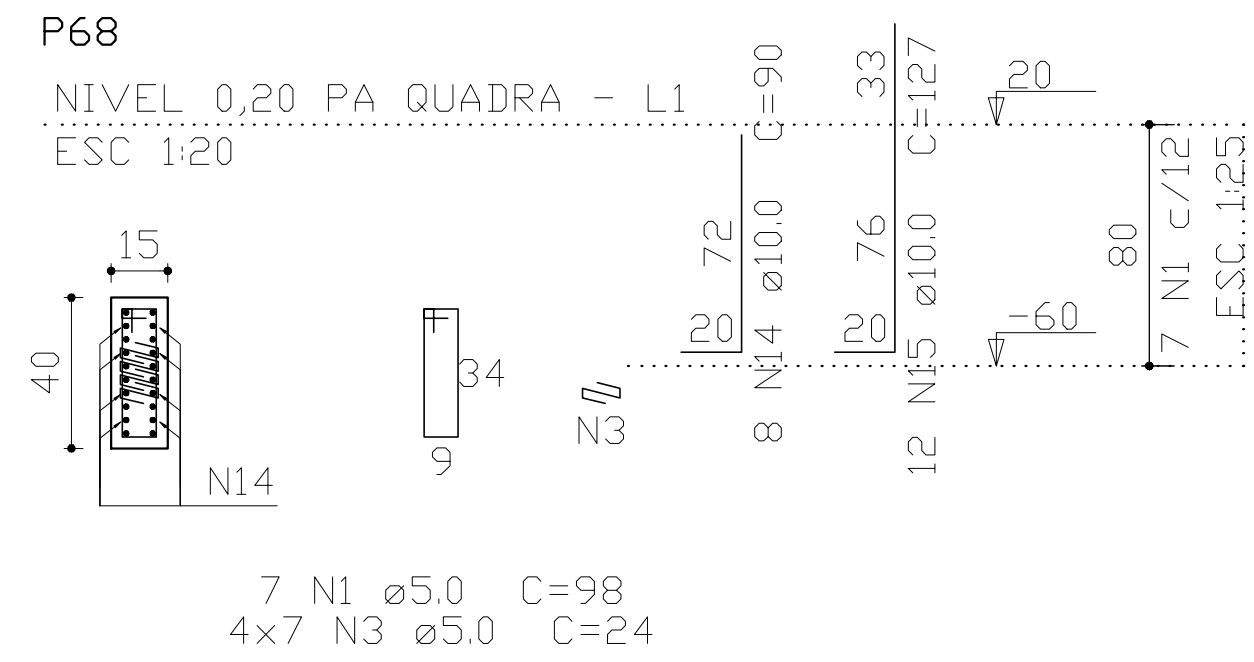 P68
NIVEL 0,20 PA QUADRA - L1
ESC 1:20
15
40
N14
34
9
N3
20
72
8 N14 ø10.0 C=90
20
76
33
12 N15 ø10.0 C=127
20
-60
80
7 N1 c/12
ESC 1:25
7 N1 ø5.0 C=98
4x7 N3 ø5.0 C=24